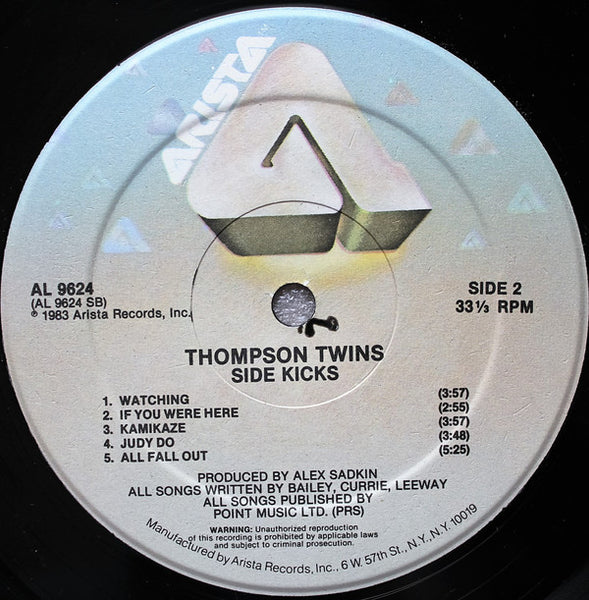 ARISTA
AL 9624
(AL 9624 SB)
℗ 1983 Arista Records, Inc.
SIDE 2
33 1/3 RPM
THOMPSON TWINS
SIDE KICKS
1. WATCHING (3:57)
2. IF YOU WERE HERE (2:55)
3. KAMIKAZE (3:57)
4. JUDY DO (3:48)
5. ALL FALL OUT (5:25)
PRODUCED BY ALEX SADKIN
ALL SONGS WRITTEN BY BAILEY, CURRIE, LEEWAY
ALL SONGS PUBLISHED BY
POINT MUSIC LTD. (PRS)
WARNING: Unauthorized reproduction
of this recording is prohibited by applicable laws
and subject to criminal prosecution.
Manufactured by Arista Records, Inc., 6 W. 57th St., N.Y., N.Y. 10019